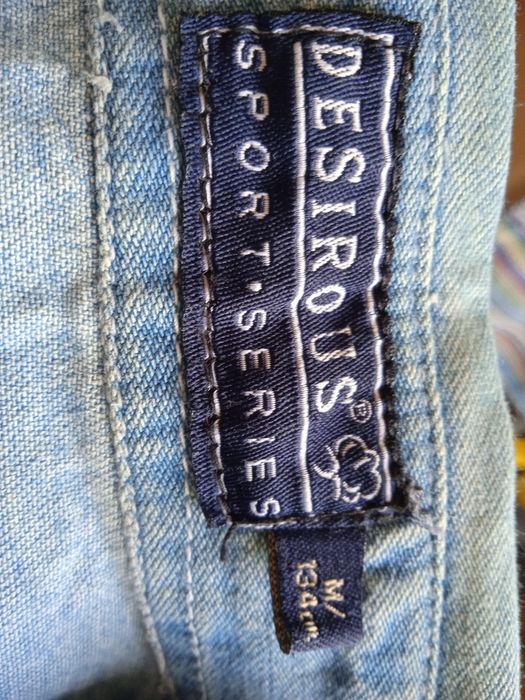 DESIROUS®
SPORT·SERIES
M/
134cm